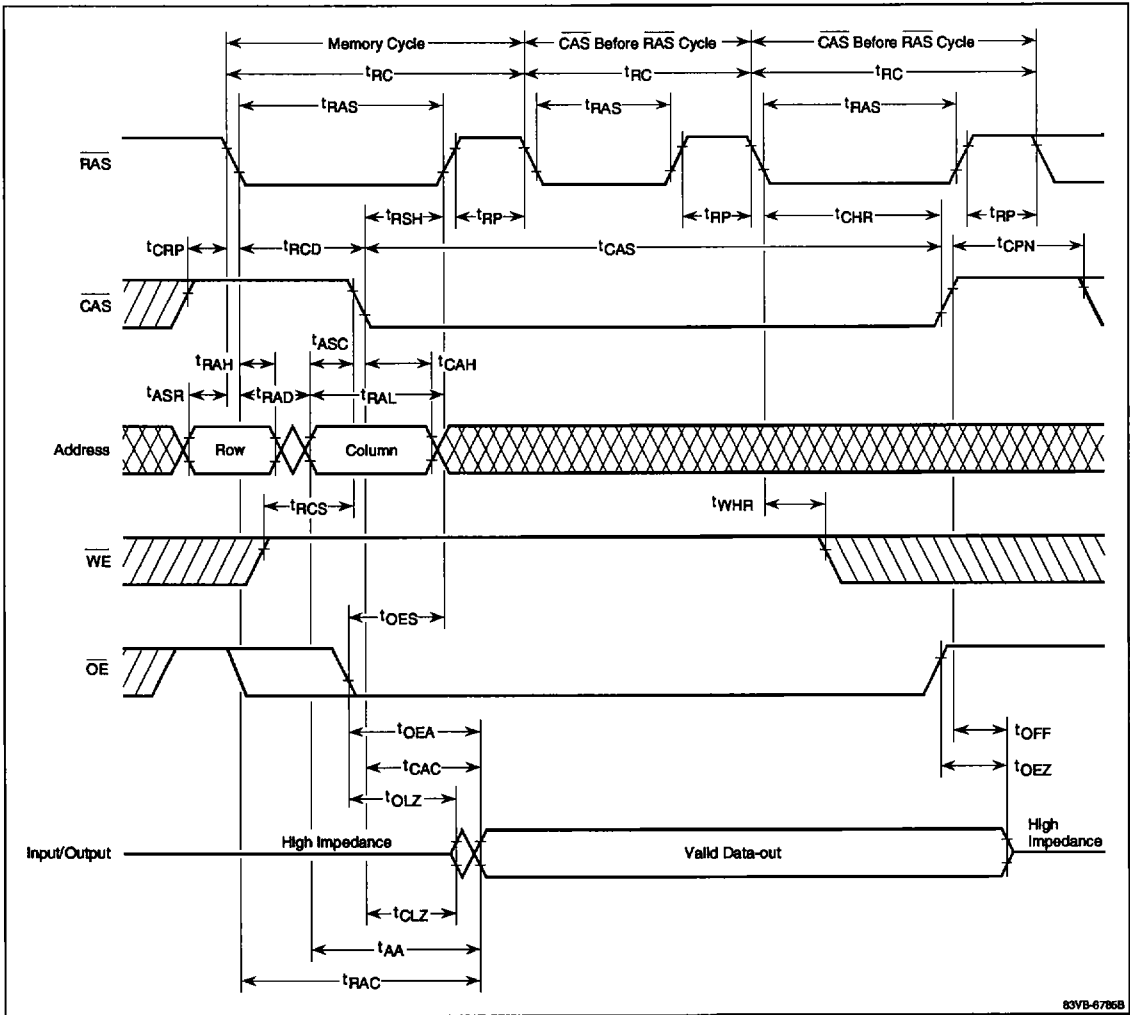 Memory Cycle
CAS Before RAS Cycle
CAS Before RAS Cycle
tRC
tRC
tRC
tRAS
tRAS
tRAS
RAS
tRSH
tRP
tRP
tCHR
tRP
tCRP
tRCD
tCAS
tCPN
CAS
tASC
tRAH
tCAH
tASR
tRAD
tRAL
Address
Row
Column
tRCS
tWHR
WE
tOES
OE
tOEA
tOFF
tCAC
tOEZ
tOLZ
Input/Output
High Impedance
Valid Data-out
High
Impedance
tCLZ
tAA
tRAC
83VB-6785B